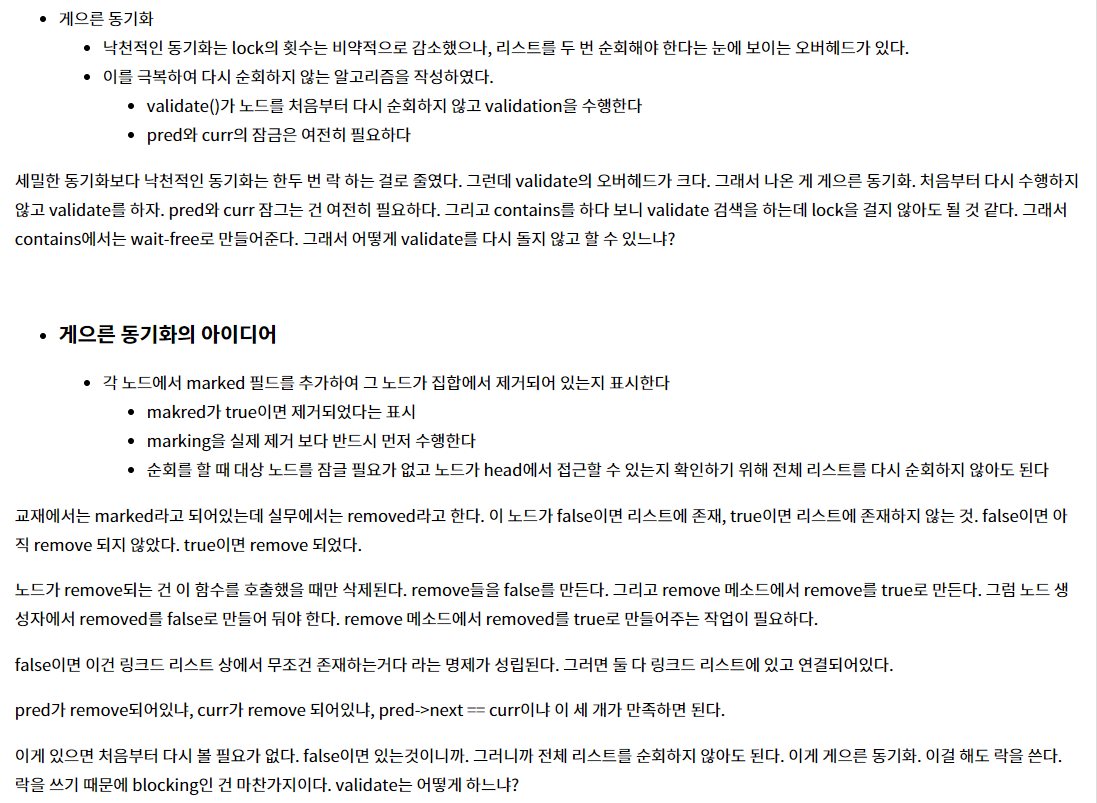 게으른 동기화
낙천적인 동기화는 lock의 횟수는 비약적으로 감소했으나, 리스트를 두 번 순회해야 한다는 눈에 보이는 오버헤드가 있다.
이를 극복하여 다시 순회하지 않는 알고리즘을 작성하였다.
validate()가 노드를 처음부터 다시 순회하지 않고 validation을 수행한다
pred와 curr의 잠금은 여전히 필요하다
세밀한 동기화보다 낙천적인 동기화는 한두 번 락 하는 걸로 줄였다. 그런데 validate의 오버헤드가 크다. 그래서 나온 게 게으른 동기화. 처음부터 다시 수행하지
않고 validate를 하자. pred와 curr 잠그는 건 여전히 필요하다. 그리고 contains를 하다 보니 validate 검색을 하는데 lock을 걸지 않아도 될 것 같다. 그래서
contains에서는 wait-free로 만들어준다. 그래서 어떻게 validate를 다시 돌지 않고 할 수 있느냐?
게으른 동기화의 아이디어
각 노드에서 marked 필드를 추가하여 그 노드가 집합에서 제거되어 있는지 표시한다
makred가 true이면 제거되었다는 표시
marking을 실제 제거 보다 반드시 먼저 수행한다
순회를 할 때 대상 노드를 잠글 필요가 없고 노드가 head에서 접근할 수 있는지 확인하기 위해 전체 리스트를 다시 순회하지 않아도 된다
교재에서는 marked라고 되어있는데 실무에서는 removed라고 한다. 이 노드가 false이면 리스트에 존재, true이면 리스트에 존재하지 않는 것. false이면 아
직 remove 되지 않았다. true이면 remove 되었다.
노드가 remove되는 건 이 함수를 호출했을 때만 삭제된다. remove들을 false를 만든다. 그리고 remove 메소드에서 remove를 true로 만든다. 그럼 노드 생
성자에서 removed를 false로 만들어 둬야 한다. remove 메소드에서 removed를 true로 만들어주는 작업이 필요하다.
false이면 이건 링크드 리스트 상에서 무조건 존재하는거다 라는 명제가 성립된다. 그러면 둘 다 링크드 리스트에 있고 연결되어있다.
pred가 remove되어있냐, curr가 remove 되어있냐, pred->next == curr이냐 이 세 개가 만족하면 된다.
이게 있으면 처음부터 다시 볼 필요가 없다. false이면 있는것이니까. 그러니까 전체 리스트를 순회하지 않아도 된다. 이게 게으른 동기화. 이걸 해도 락을 쓴다.
락을 쓰기 때문에 blocking인 건 마찬가지이다. validate는 어떻게 하느냐?